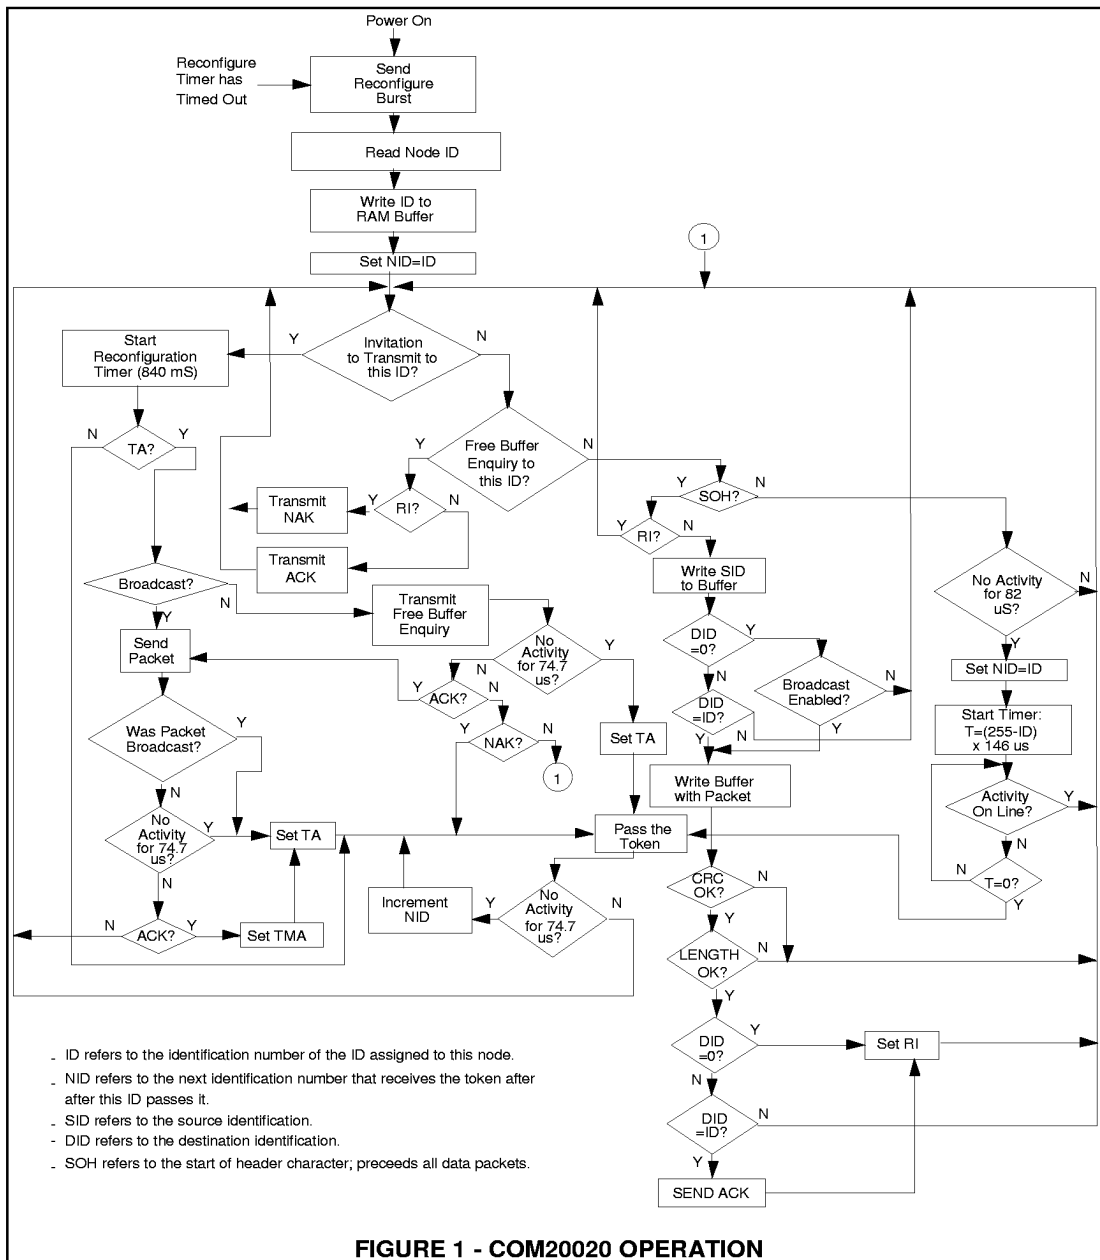 Power On
Reconfigure
Timer has
Timed Out
Send
Reconfigure
Burst
Read Node ID
Write ID to
RAM Buffer
Set NID=ID
1
Y
Invitation
to Transmit to
this ID?
N
Start
Reconfiguration
Timer (840 mS)
N
TA?
Y
Y
Free Buffer
Enquiry to
this ID?
N
Transmit
NAK
Y
RI?
N
Y
SOH?
N
Y
RI?
N
Transmit
ACK
Write SID
to Buffer
No Activity
for 82
uS?
N
Y
Broadcast?
N
Y
Transmit
Free Buffer
Enquiry
Send
Packet
No
Activity
for 74.7
us?
Y
N
DID
=0?
Y
N
Set NID=ID
Y
ACK?
N
DID
=ID?
Y
N
Broadcast
Enabled?
N
Y
Start Timer:
T=(255-ID)
x 146 us
Was Packet
Broadcast?
Y
N
Y
NAK?
N
1
Set TA
Write Buffer
with Packet
Activity
On Line?
Y
N
No
Activity
for 74.7
us?
Y
N
Set TA
Pass the
Token
N
T=0?
Y
CRC
OK?
N
Y
Increment
NID
Y
No
Activity
for 74.7
us?
N
N
ACK?
Y
Set TMA
LENGTH
OK?
N
Y
DID
=0?
Y
N
Set RI
DID
=ID?
N
Y
SEND ACK
- ID refers to the identification number of the ID assigned to this node.
- NID refers to the next identification number that receives the token after
after this ID passes it.
- SID refers to the source identification.
- DID refers to the destination identification.
- SOH refers to the start of header character; preceeds all data packets.
FIGURE 1 - COM20020 OPERATION